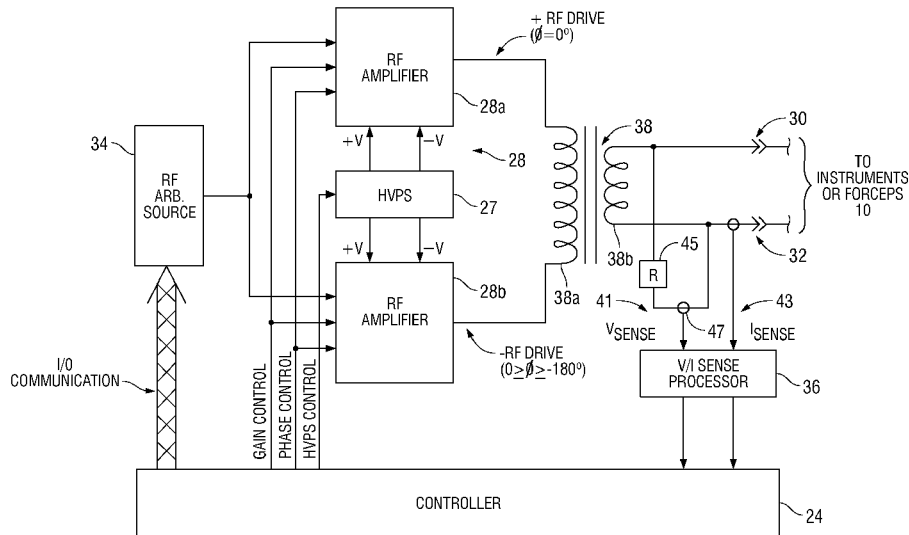 + RF DRIVE
(Ø=0º)
RF
AMPLIFIER
28a
34
RF
ARB.
SOURCE
+V
–V
28
HVPS
27
+V
–V
RF
AMPLIFIER
28b
38
30
TO
INSTRUMENTS
OR FORCEPS
10
32
38b
38a
45
R
41
43
VSENSE
47
ISENSE
-RF DRIVE
(0≥Ø≥-180º)
V/I SENSE
PROCESSOR
36
I/O
COMMUNICATION
GAIN CONTROL
PHASE CONTROL
HVPS CONTROL
CONTROLLER
24